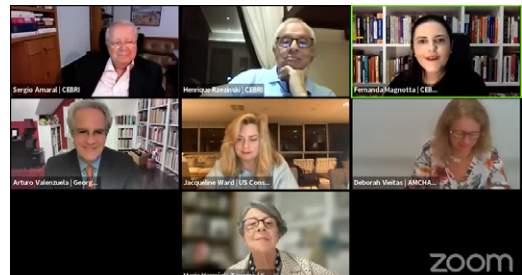 Sergio Amaral | CEBRI
Henrique Rzezinski | CEBRI
Fernanda Magnotta | CEB...
Arturo Valenzuela | Georg...
Jacqueline Ward | US Cons...
Deborah Vieitas | AMCHA...
zoom